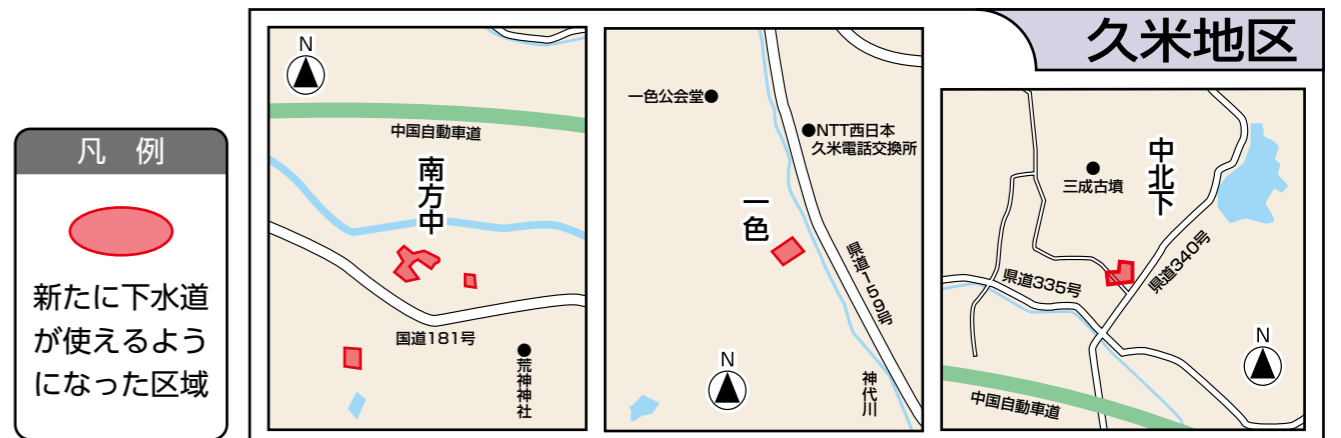 久米地区
凡 例
新たに下水道
が使えるよう
になった区域
N
中国自動車道
南方中
国道181号
荒神神社
一色公会堂
NTT西日本
久米電話交換所
一色
県道159号
N
神代川
中北下
三成古墳
県道340号
県道335号
N
中国自動車道